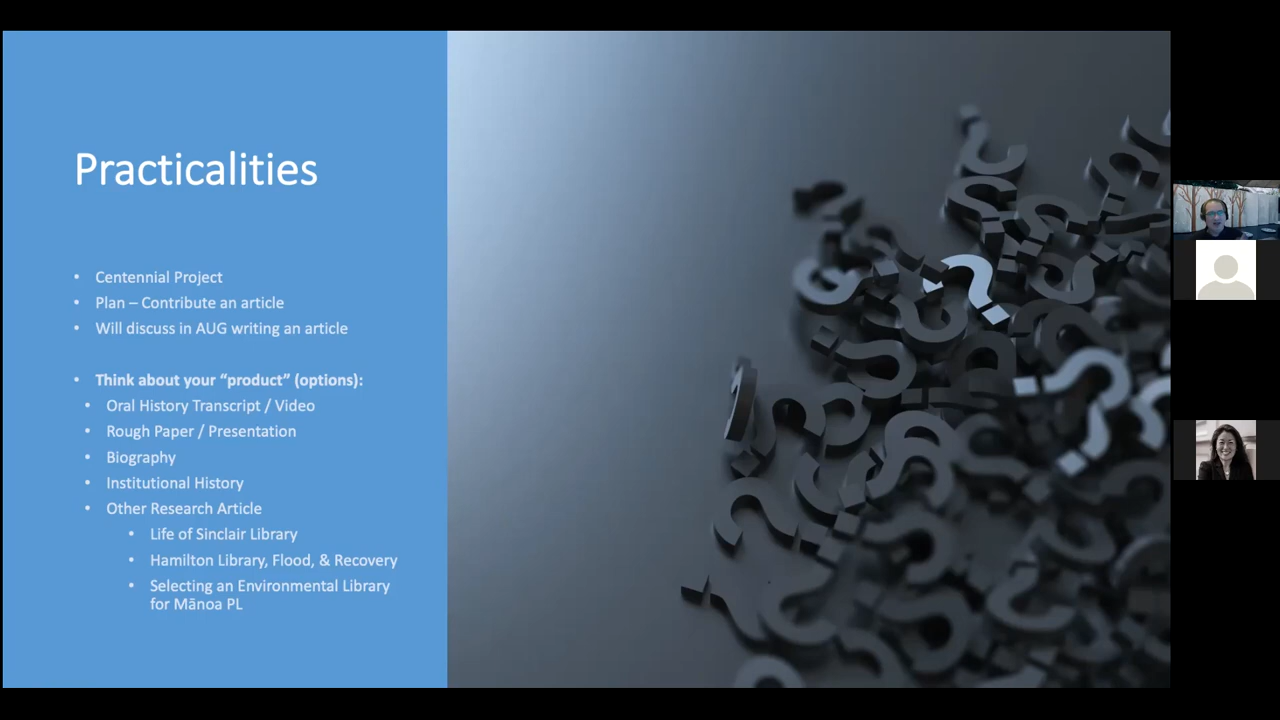 Practicalities
• Centennial Project
• Plan – Contribute an article
• Will discuss in AUG writing an article
• Think about your “product” (options):
• Oral History Transcript / Video
• Rough Paper / Presentation
• Biography
• Institutional History
• Other Research Article
• Life of Sinclair Library
• Hamilton Library, Flood, & Recovery
• Selecting an Environmental Library
for Mānoa PL